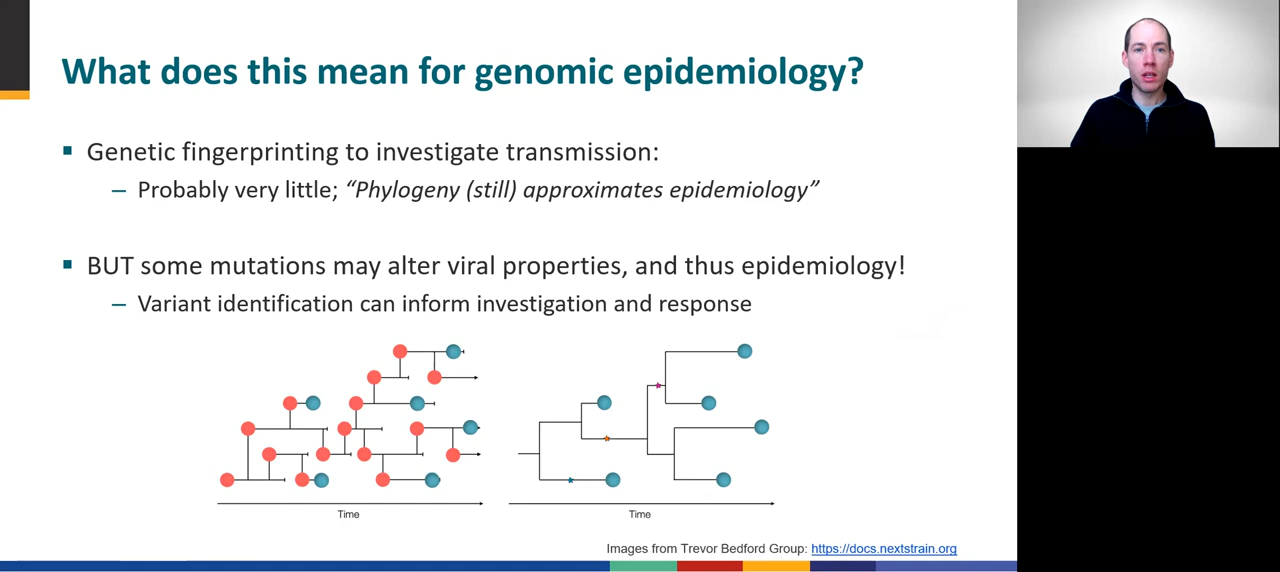 What does this mean for genomic epidemiology?
▪ Genetic fingerprinting to investigate transmission:
– Probably very little; “Phylogeny (still) approximates epidemiology”
▪ BUT some mutations may alter viral properties, and thus epidemiology!
– Variant identification can inform investigation and response
Time
Time
Images from Trevor Bedford Group: https://docs.nextstrain.org